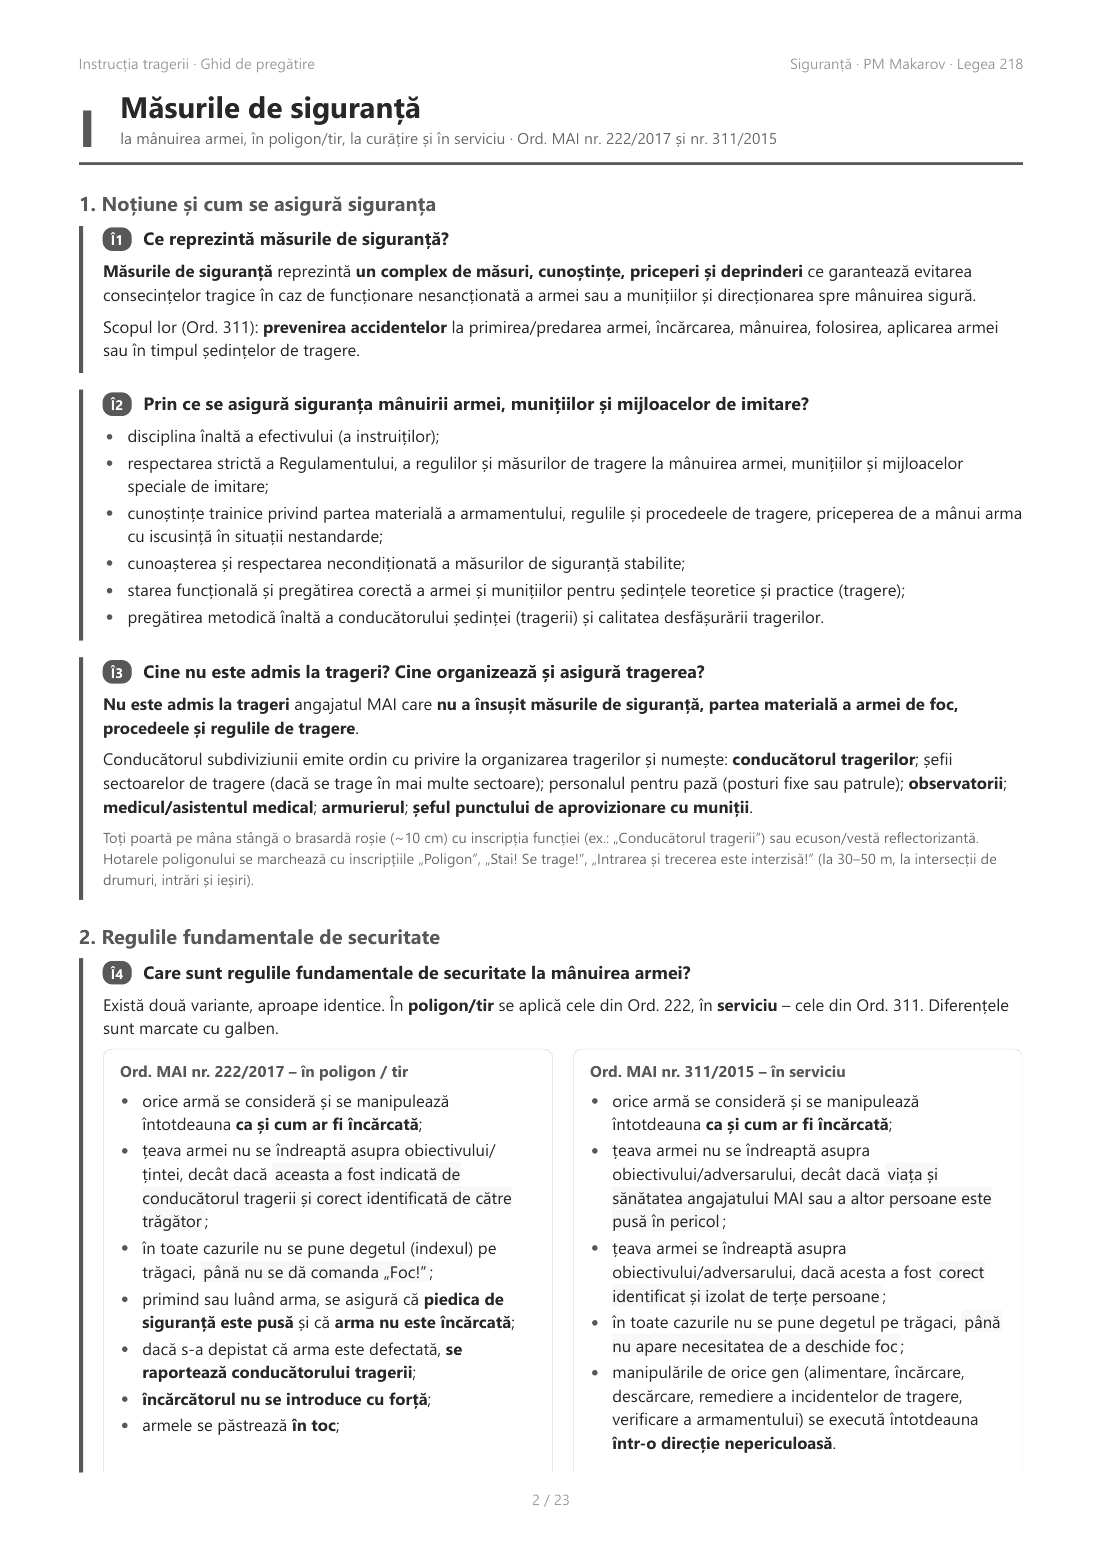 Instrucția tragerii · Ghid de pregătire
Siguranță · PM Makarov · Legea 218
I
Măsurile de siguranță
la mânuirea armei, în poligon/tir, la curățire și în serviciu · Ord. MAI nr. 222/2017 și nr. 311/2015
1. Noțiune și cum se asigură siguranța
Î1 Ce reprezintă măsurile de siguranță?
Măsurile de siguranță reprezintă un complex de măsuri, cunoștințe, priceperi și deprinderi ce garantează evitarea
consecințelor tragice în caz de funcționare nesancționată a armei sau a munițiilor și direcționarea spre mânuirea sigură.
Scopul lor (Ord. 311): prevenirea accidentelor la primirea/predarea armei, încărcarea, mânuirea, folosirea, aplicarea armei
sau în timpul ședințelor de tragere.
Î2 Prin ce se asigură siguranța mânuirii armei, munițiilor și mijloacelor de imitare?
• disciplina înaltă a efectivului (a instruiților);
• respectarea strictă a Regulamentului, a regulilor și măsurilor de tragere la mânuirea armei, munițiilor și mijloacelor
speciale de imitare;
• cunoștințe trainice privind partea materială a armamentului, regulile și procedeele de tragere, priceperea de a mânui arma
cu iscusință în situații nestandarde;
• cunoașterea și respectarea necondiționată a măsurilor de siguranță stabilite;
• starea funcțională și pregătirea corectă a armei și munițiilor pentru ședințele teoretice și practice (tragere);
• pregătirea metodică înaltă a conducătorului ședinței (tragerii) și calitatea desfășurării tragerilor.
Î3 Cine nu este admis la trageri? Cine organizează și asigură tragerea?
Nu este admis la trageri angajatul MAI care nu a însușit măsurile de siguranță, partea materială a armei de foc,
procedeele și regulile de tragere.
Conducătorul subdiviziunii emite ordin cu privire la organizarea tragerilor și numește: conducătorul tragerilor; șefii
sectoarelor de tragere (dacă se trage în mai multe sectoare); personalul pentru pază (posturi fixe sau patrule); observatorii;
medicul/asistentul medical; armurierul; șeful punctului de aprovizionare cu muniții.
Toți poartă pe mâna stângă o brasardă roșie (~10 cm) cu inscripția funcției (ex.: „Conducătorul tragerii”) sau ecuson/vestă reflectorizantă.
Hotarele poligonului se marchează cu inscripțiile „Poligon”, „Stai! Se trage!”, „Intrarea și trecerea este interzisă!” (la 30–50 m, la intersecții de
drumuri, intrări și ieșiri).
2. Regulile fundamentale de securitate
Î4 Care sunt regulile fundamentale de securitate la mânuirea armei?
Există două variante, aproape identice. În poligon/tir se aplică cele din Ord. 222, în serviciu – cele din Ord. 311. Diferențele
sunt marcate cu galben.
Ord. MAI nr. 222/2017 – în poligon / tir
• orice armă se consideră și se manipulează
întotdeauna ca și cum ar fi încărcată;
• țeava armei nu se îndreaptă asupra obiectivului/
țintei, decât dacă aceasta a fost indicată de
conducătorul tragerii și corect identificată de către
trăgător;
• în toate cazurile nu se pune degetul (indexul) pe
trăgaci, până nu se dă comanda „Foc!”;
• primind sau luând arma, se asigură că piedica de
siguranță este pusă și că arma nu este încărcată;
• dacă s-a depistat că arma este defectată, se
raportează conducătorului tragerii;
• încărcătorul nu se introduce cu forță;
• armele se păstrează în toc;
Ord. MAI nr. 311/2015 – în serviciu
• orice armă se consideră și se manipulează
întotdeauna ca și cum ar fi încărcată;
• țeava armei nu se îndreaptă asupra
obiectivului/adversarului, decât dacă viața și
sănătatea angajatului MAI sau a altor persoane este
pusă în pericol;
• țeava armei se îndreaptă asupra
obiectivului/adversarului, dacă acesta a fost corect
identificat și izolat de terțe persoane;
• în toate cazurile nu se pune degetul pe trăgaci, până
nu apare necesitatea de a deschide foc;
• manipulările de orice gen (alimentare, încărcare,
descărcare, remediere a incidentelor de tragere,
verificare a armamentului) se execută întotdeauna
într-o direcție nepericuloasă.
2 / 23